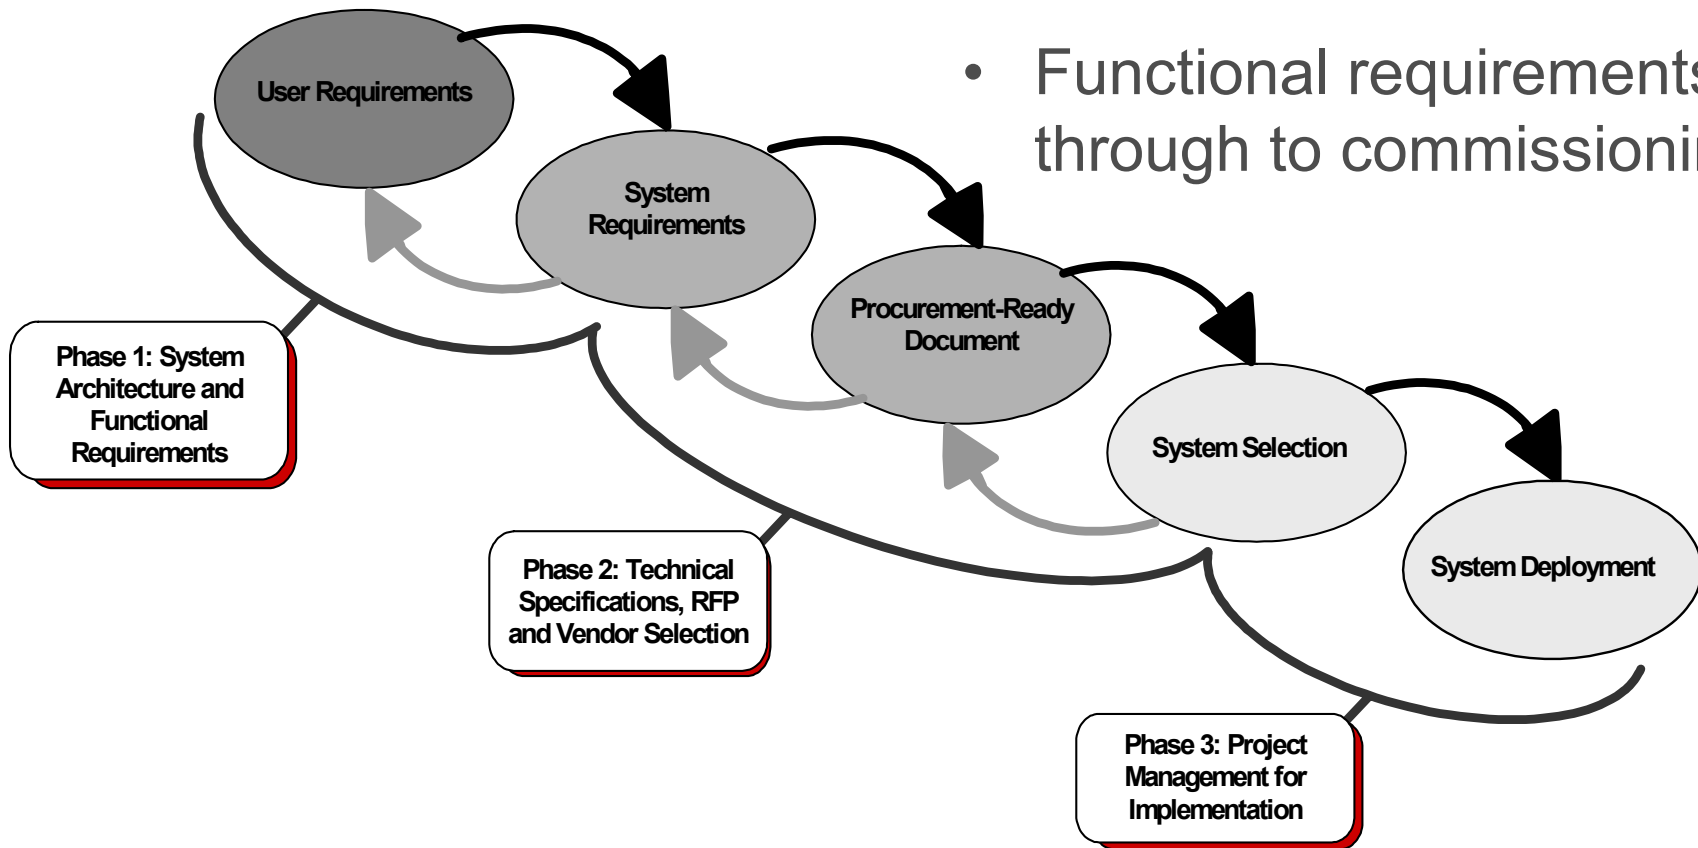 User Requirements
• Functional requirements
through to commissioni
System
Requirements
Procurement-Ready
Document
System Selection
System Deployment
Phase 1: System
Architecture and
Functional
Requirements
Phase 2: Technical
Specifications, RFP
and Vendor Selection
Phase 3: Project
Management for
Implementation